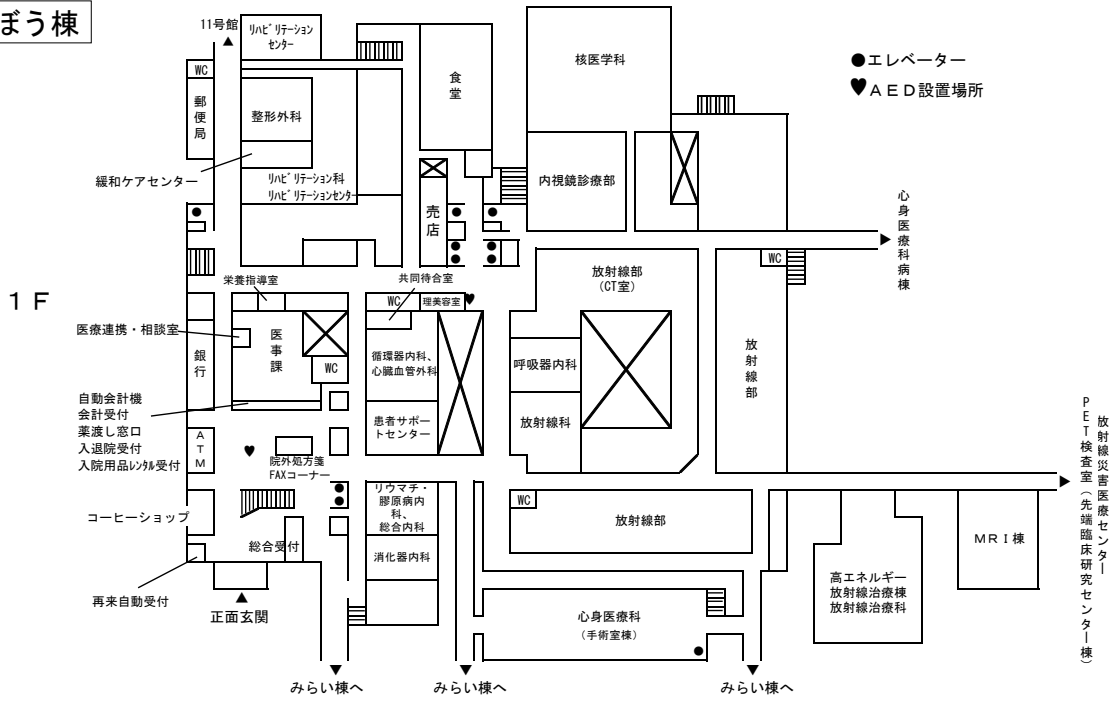 ぼう棟
11号館
リハビリテーション
センター
WC
郵便局
整形外科
緩和ケアセンター
リハビリテーション科
リハビリテーションセンター
食堂
売店
核医学科
内視鏡診療部
●エレベーター
♥AED設置場所
心身医療科病棟
1F
栄養指導室
共同待合室
WC
理美容室
放射線部
(CT室)
WC
医療連携・相談室
医事課
WC
銀行
循環器内科、
心臓血管外科
呼吸器内科
放射線部
自動会計機
会計受付
薬渡し窓口
入退院受付
入院用品レンタル受付
患者サポー
トセンター
放射線科
ATM
院外処方箋
FAXコーナー
放射線災害医療センター
PET検査室(先端臨床研究センター棟)
コーヒーショップ
リウマチ・
膠原病内
科、
総合内科
WC
放射線部
MRI棟
総合受付
消化器内科
再来自動受付
正面玄関
心身医療科
(手術室棟)
高エネルギー
放射線治療棟
放射線治療科
みらい棟へ
みらい棟へ
みらい棟へ